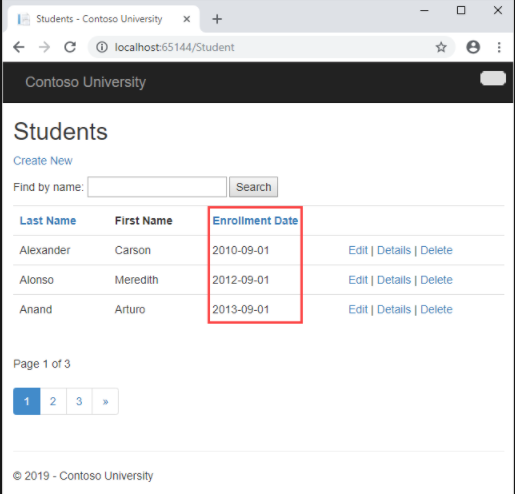 Students - Contoso University
localhost:65144/Student
Contoso University
Students
Create New
Find by name: Search
Last Name First Name Enrollment Date
Alexander Carson 2010-09-01 Edit | Details | Delete
Alonso Meredith 2012-09-01 Edit | Details | Delete
Anand Arturo 2013-09-01 Edit | Details | Delete
Page 1 of 3
1 2 3 »
© 2019 - Contoso University